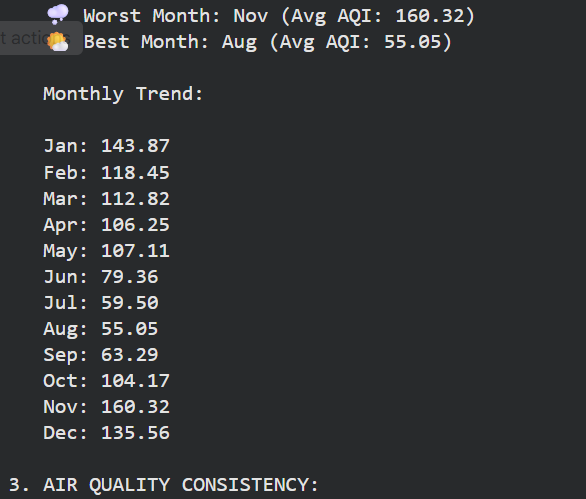 Worst Month: Nov (Avg AQI: 160.32)
Best Month: Aug (Avg AQI: 55.05)
Monthly Trend:
Jan: 143.87
Feb: 118.45
Mar: 112.82
Apr: 106.25
May: 107.11
Jun: 79.36
Jul: 59.50
Aug: 55.05
Sep: 63.29
Oct: 104.17
Nov: 160.32
Dec: 135.56
3. AIR QUALITY CONSISTENCY: